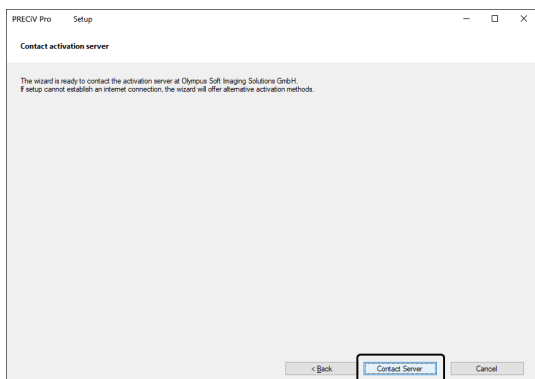 PRECiV Pro Setup
Contact activation server
The wizard is ready to contact the activation server at Olympus Soft Imaging Solutions GmbH.
If setup cannot establish an internet connection, the wizard will offer alternative activation methods.
< Back Contact Server Cancel